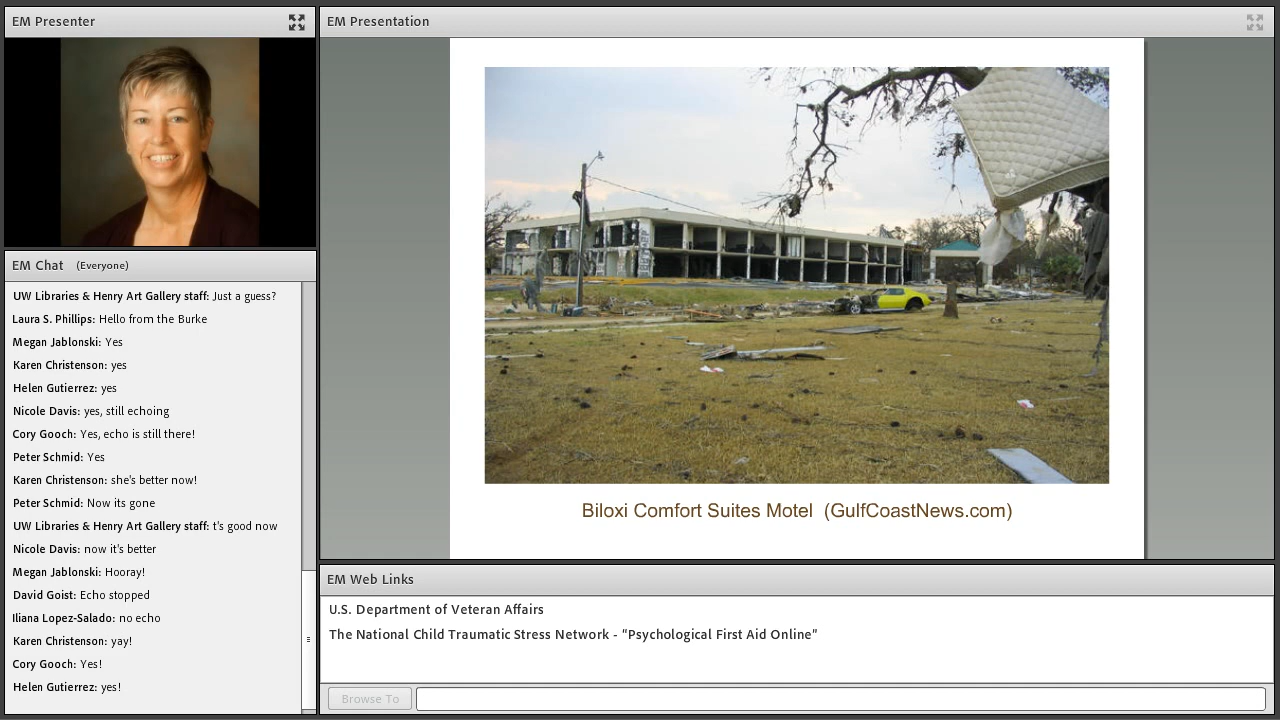 EM Presenter
EM Chat (Everyone)
UW Libraries & Henry Art Gallery staff: Just a guess?
Laura S. Phillips: Hello from the Burke
Megan Jablonski: Yes
Karen Christenson: yes
Helen Gutierrez: yes
Nicole Davis: yes, still echoing
Cory Gooch: Yes, echo is still there!
Peter Schmid: Yes
Karen Christenson: she's better now!
Peter Schmid: Now its gone
UW Libraries & Henry Art Gallery staff: t's good now
Nicole Davis: now it's better
Megan Jablonski: Hooray!
David Goist: Echo stopped
Iliana Lopez-Salado: no echo
Karen Christenson: yay!
Cory Gooch: Yes!
Helen Gutierrez: yes!
EM Presentation
Biloxi Comfort Suites Motel (GulfCoastNews.com)
EM Web Links
U.S. Department of Veteran Affairs
The National Child Traumatic Stress Network - "Psychological First Aid Online"
Browse To